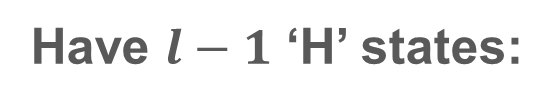 Have l – 1 ‘H’ states: